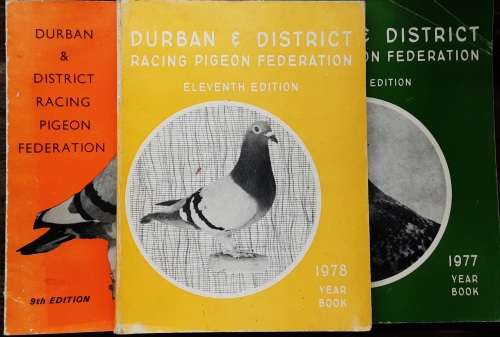 DURBAN
&
DISTRICT
RACING
PIGEON
FEDERATION
9th EDITION
DURBAN & DISTRICT
RACING PIGEON FEDERATION
ELEVENTH EDITION
1978
YEAR
BOOK
& DISTRICT
FEDERATION
EDITION
1977
YEAR
BOOK